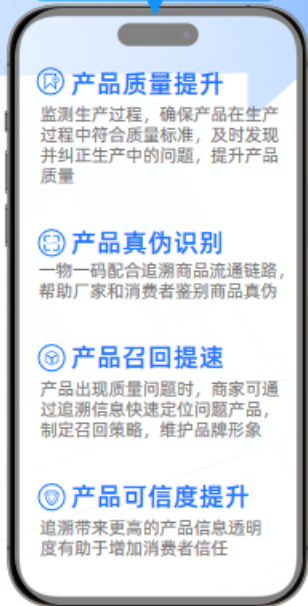 产品质量提升
监测生产过程，确保产品在生产
过程中符合质量标准，及时发现
并纠正生产中的问题，提升产品
质量
产品真伪识别
一物一码配合追溯商品流通链路，
帮助厂家和消费者鉴别商品真伪
产品召回提速
产品出现质量问题时，商家可通
过追溯信息快速定位问题产品，
制定召回策略，维护品牌形象
产品可信度提升
追溯带来更高的产品信息透明
度有助于增加消费者信任